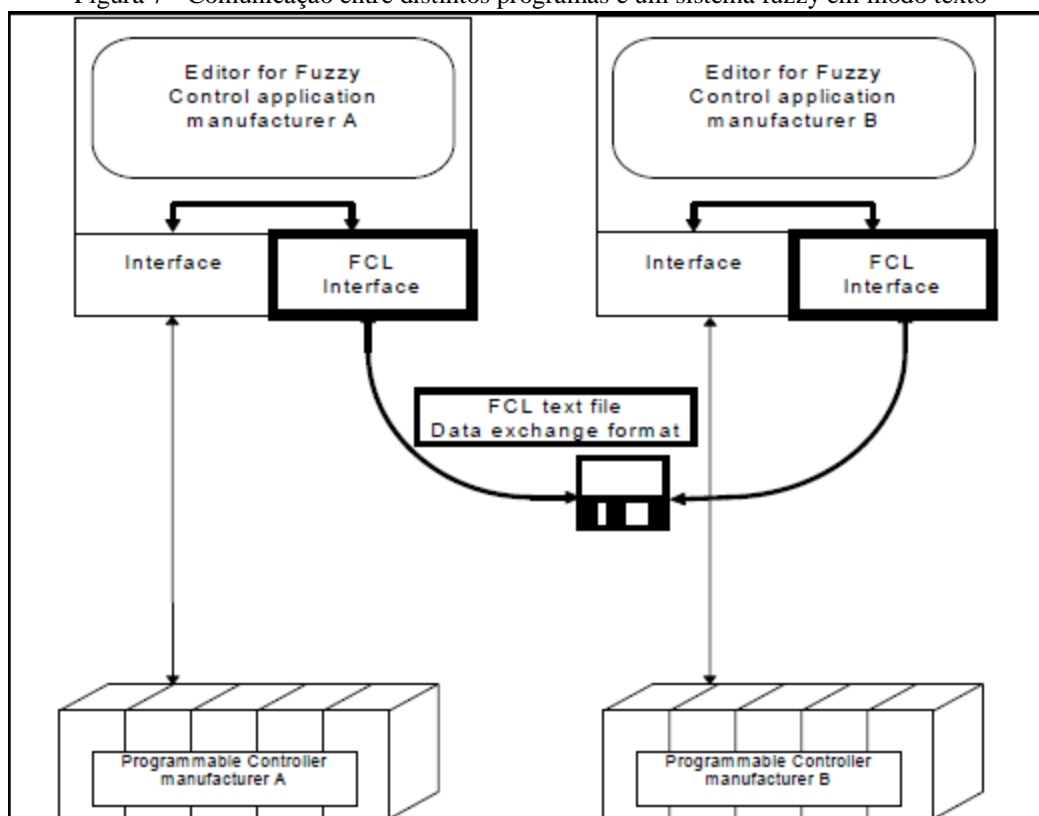 Figura 7 - Comunicação entre distintos programas e um sistema fuzzy em modo texto
Editor for Fuzzy
Control application
manufacturer A
Editor for Fuzzy
Control application
manufacturer B
Interface
FCL
Interface
Interface
FCL
Interface
FCL text file
Data exchange format
Programmable Controller
manufacturer A
Programmable Controller
manufacturer B